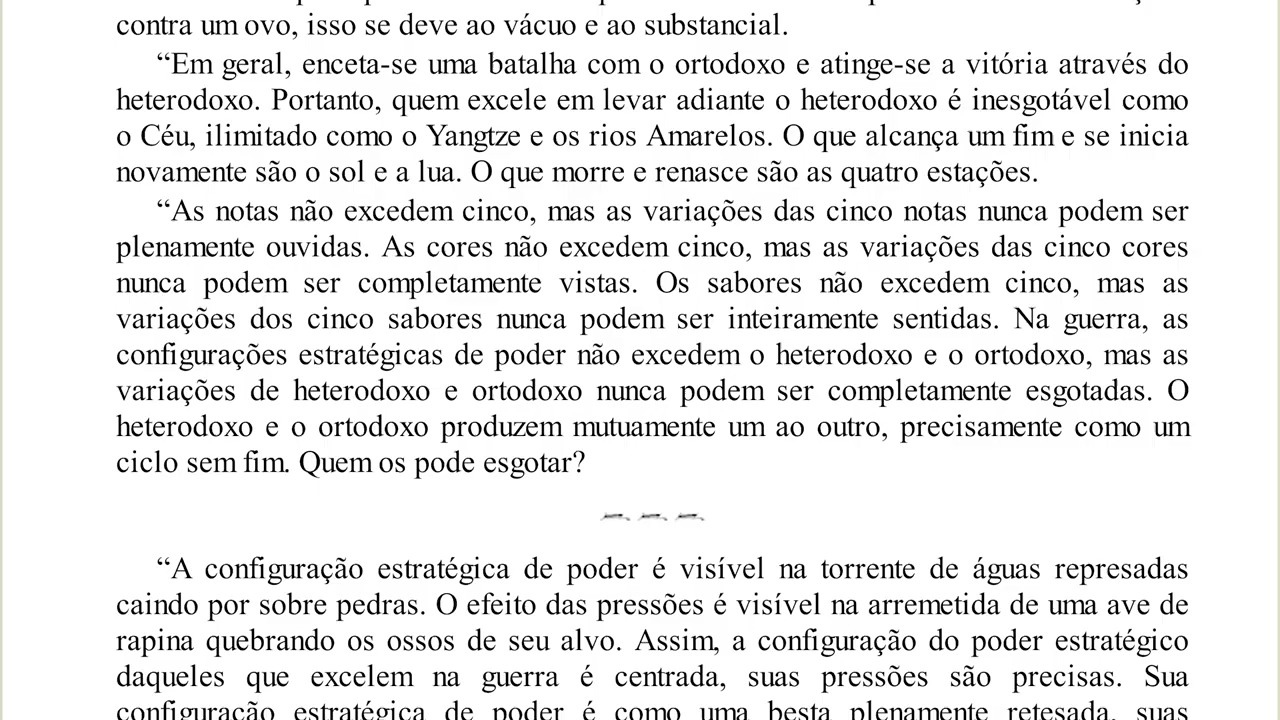 contra um ovo, isso se deve ao vácuo e ao substancial.
“Em geral, enceta-se uma batalha com o ortodoxo e atinge-se a vitória através do
heterodoxo. Portanto, quem excele em levar adiante o heterodoxo é inesgotável como
o Céu, ilimitado como o Yangtze e os rios Amarelos. O que alcança um fim e se inicia
novamente são o sol e a lua. O que morre e renasce são as quatro estações.
“As notas não excedem cinco, mas as variações das cinco notas nunca podem ser
plenamente ouvidas. As cores não excedem cinco, mas as variações das cinco cores
nunca podem ser completamente vistas. Os sabores não excedem cinco, mas as
variações dos cinco sabores nunca podem ser inteiramente sentidas. Na guerra, as
configurações estratégicas de poder não excedem o heterodoxo e o ortodoxo, mas as
variações de heterodoxo e ortodoxo nunca podem ser completamente esgotadas. O
heterodoxo e o ortodoxo produzem mutuamente um ao outro, precisamente como um
ciclo sem fim. Quem os pode esgotar?
“A configuração estratégica de poder é visível na torrente de águas represadas
caindo por sobre pedras. O efeito das pressões é visível na arremetida de uma ave de
rapina quebrando os ossos de seu alvo. Assim, a configuração do poder estratégico
daqueles que excelem na guerra é centrada, suas pressões são precisas. Sua
configuração estratégica de poder é como uma besta plenamente retesada, suas